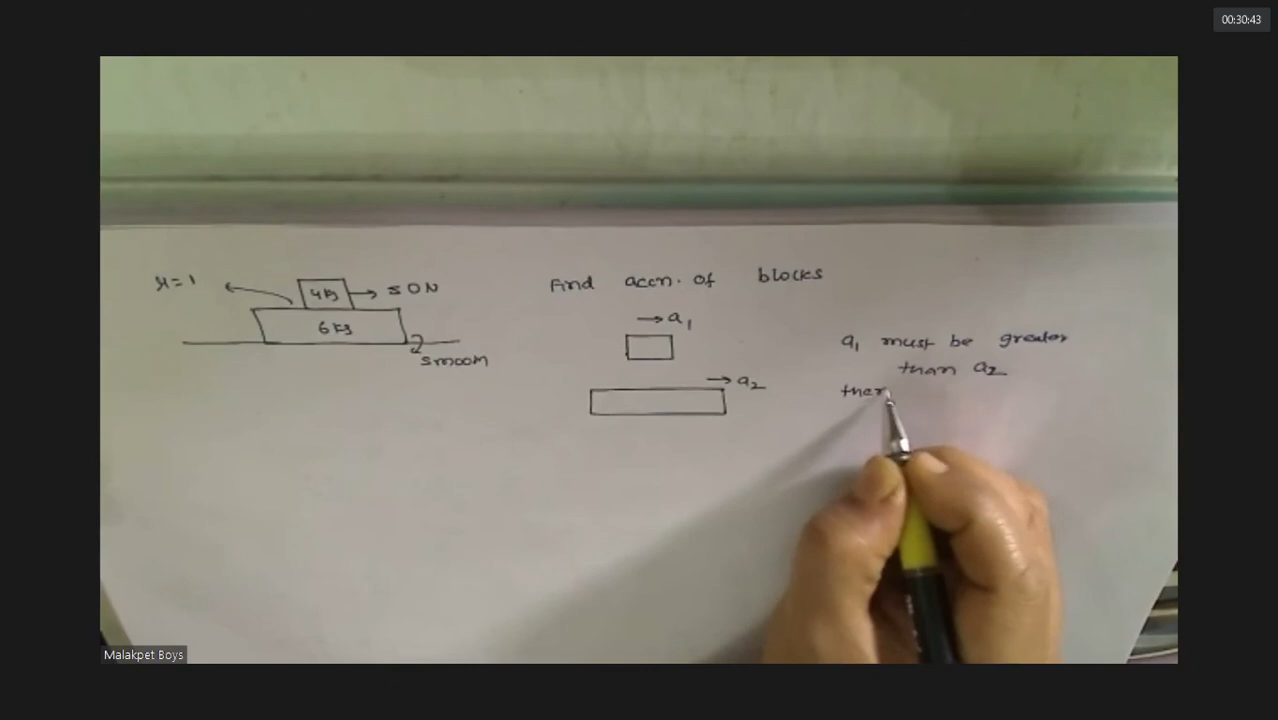 00:30:43
μ=1
4kg
50N
6kg
smooth
Find accn. of blocks
a1
a2
a1 must be greater
than a2
then
Malakpet Boys